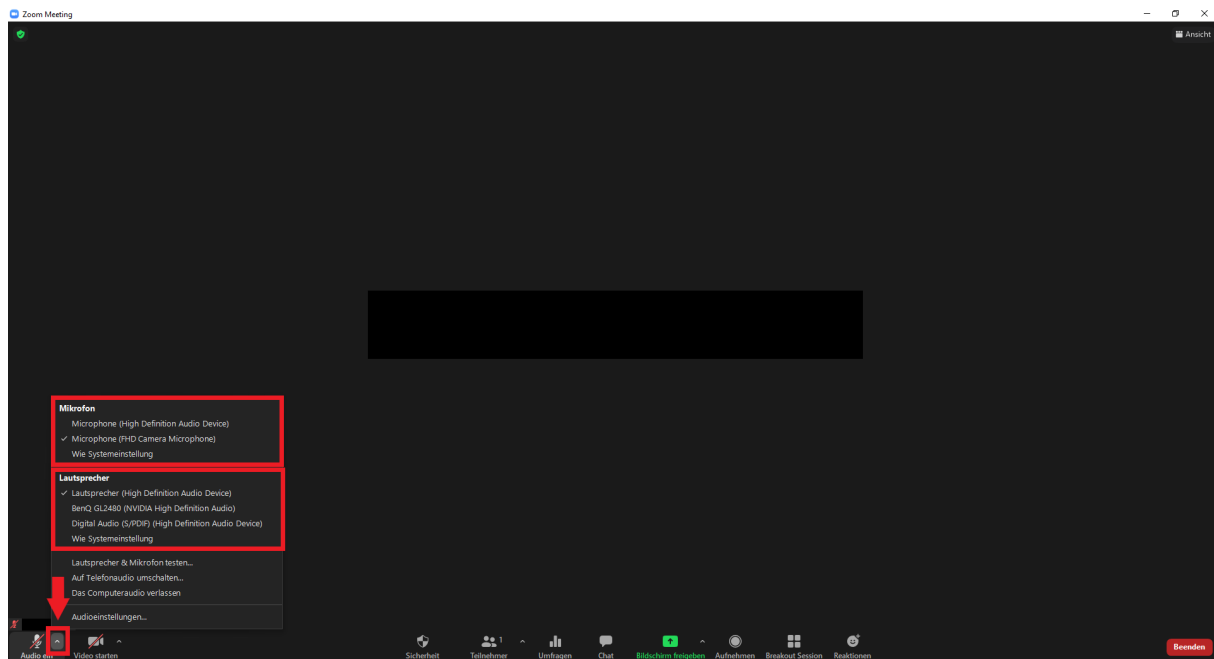 Zoom Meeting
Ansicht
Mikrofon
Microphone (High Definition Audio Device)
Microphone (FHD Camera Microphone)
Wie Systemeinstellung
Lautsprecher
Lautsprecher (High Definition Audio Device)
BenQ GL2480 (NVIDIA High Definition Audio)
Digital Audio (S/PDIF) (High Definition Audio Device)
Wie Systemeinstellung
Lautsprecher & Mikrofon testen...
Auf Telefonaudio umschalten...
Das Computeraudio verlassen
Audioeinstellungen...
Audio ein Video starten Sicherheit Teilnehmer 1 Umfragen Chat Bildschirm freigeben Aufnehmen Breakout Session Reaktionen Beenden